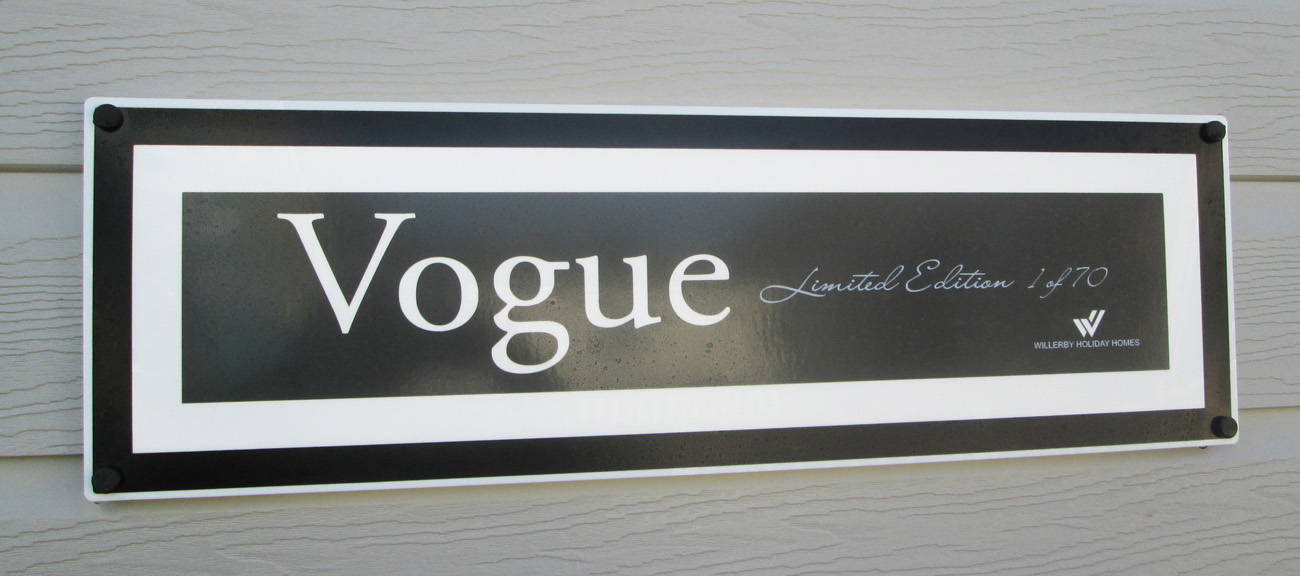 Vogue Limited Edition 1 of 70
WILLERBY HOLIDAY HOMES